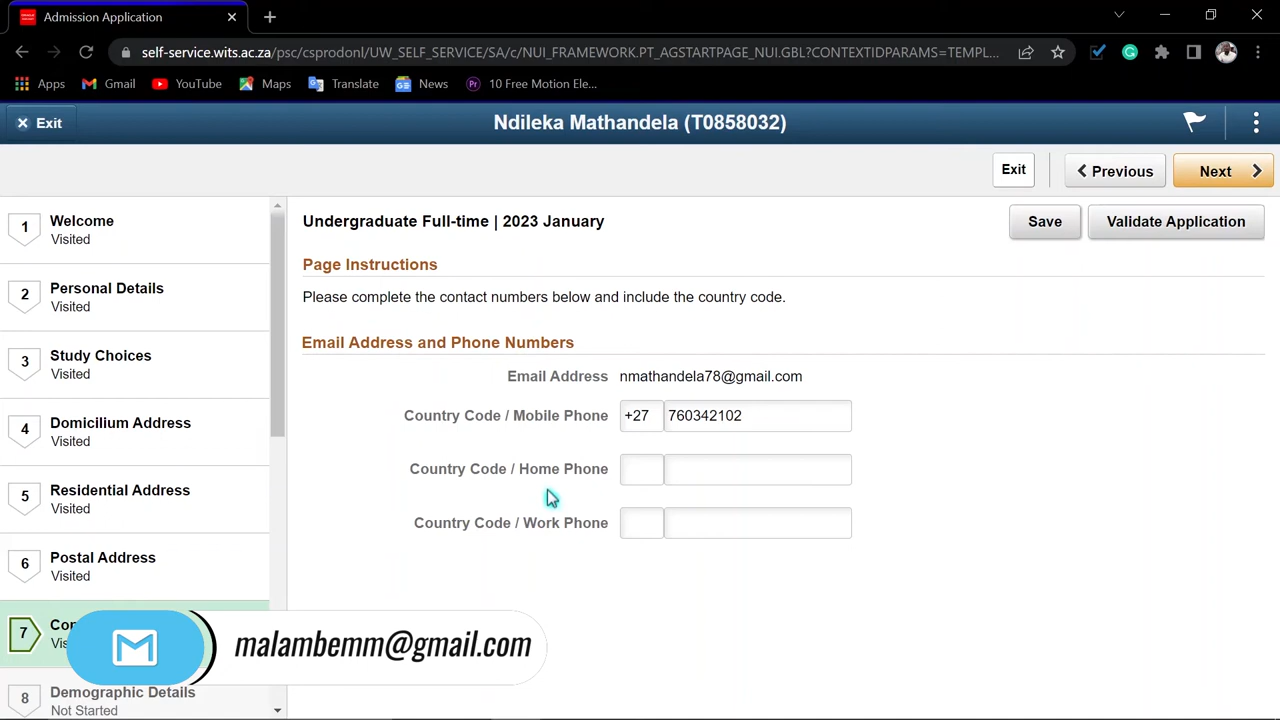 Admission Application
self-service.wits.ac.za/psc/csprodonl/UW_SELF_SERVICE/SA/c/NUI_FRAMEWORK.PT_AGSTARTPAGE_NUI.GBL?CONTEXTIDPARAMS=TEMPL...
Apps Gmail YouTube Maps Translate News Pr 10 Free Motion Ele...
Exit Ndileka Mathandela (T0858032)
Exit Previous Next
Undergraduate Full-time | 2023 January Save Validate Application
Page Instructions
Please complete the contact numbers below and include the country code.
Email Address and Phone Numbers
Email Address nmathandela78@gmail.com
Country Code / Mobile Phone +27 760342102
Country Code / Home Phone
Country Code / Work Phone
1 Welcome
Visited
2 Personal Details
Visited
3 Study Choices
Visited
4 Domicilium Address
Visited
5 Residential Address
Visited
6 Postal Address
Visited
7
malambemm@gmail.com
8 Demographic Details
Not Started